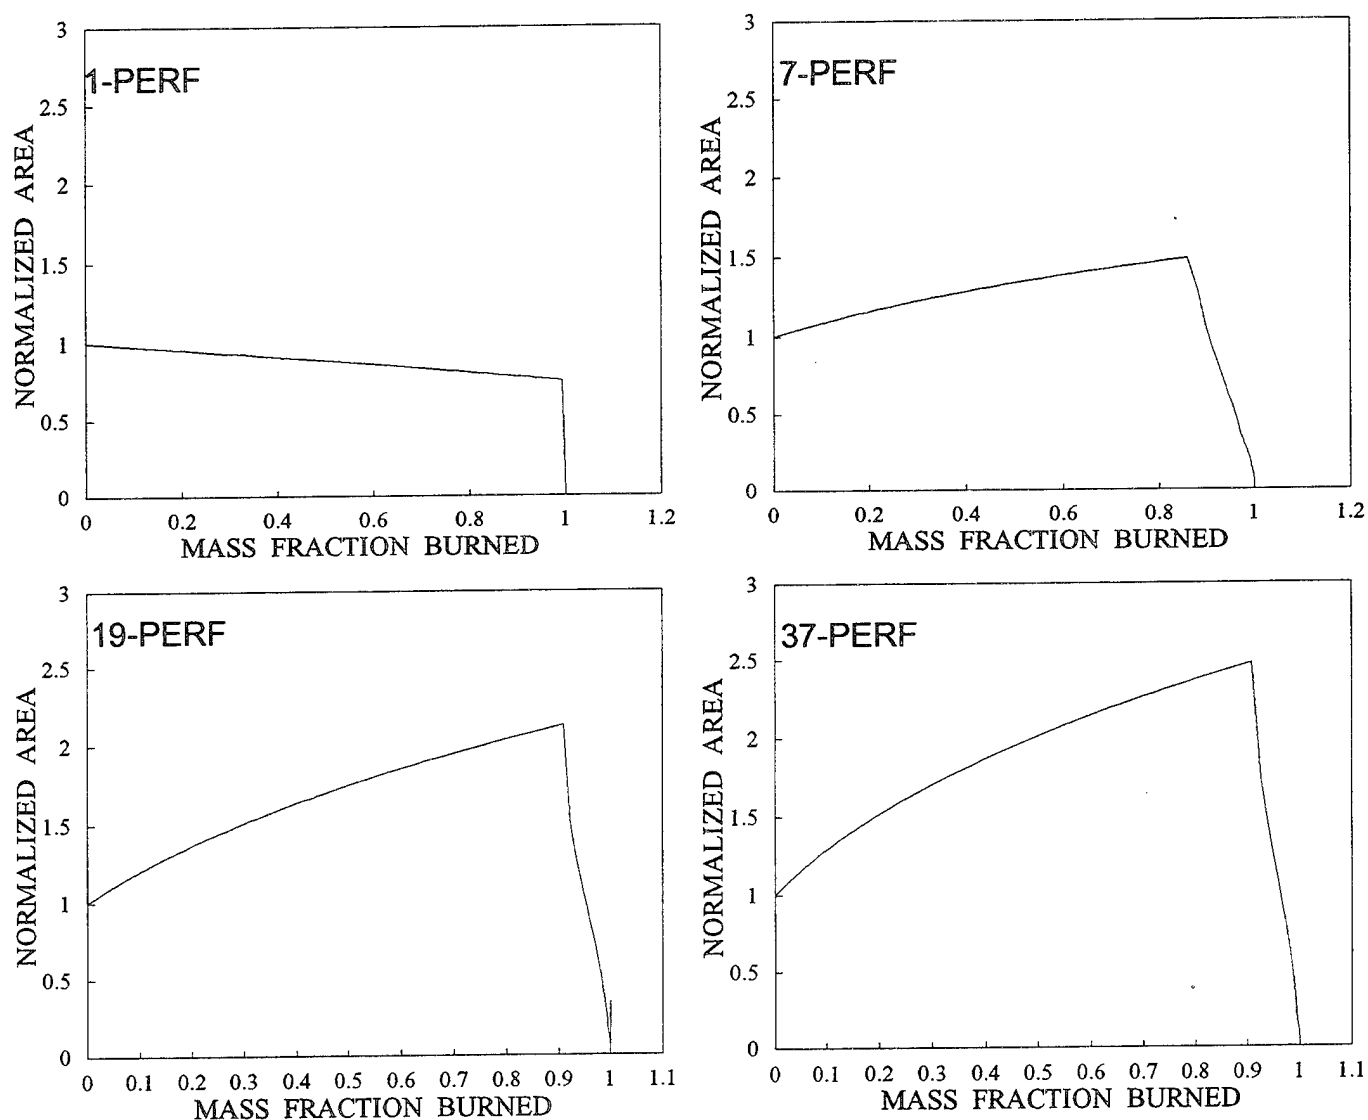 3
1-PERF
2.5
2
1.5
1
0.5
0
NORMALIZED AREA
0 0.2 0.4 0.6 0.8 1 1.2
MASS FRACTION BURNED
3
7-PERF
2.5
2
1.5
1
0.5
0
NORMALIZED AREA
0 0.2 0.4 0.6 0.8 1 1.2
MASS FRACTION BURNED
3
19-PERF
2.5
2
1.5
1
0.5
0
NORMALIZED AREA
0 0.1 0.2 0.3 0.4 0.5 0.6 0.7 0.8 0.9 1 1.1
MASS FRACTION BURNED
3
37-PERF
2.5
2
1.5
1
0.5
0
NORMALIZED AREA
0 0.1 0.2 0.3 0.4 0.5 0.6 0.7 0.8 0.9 1 1.1
MASS FRACTION BURNED